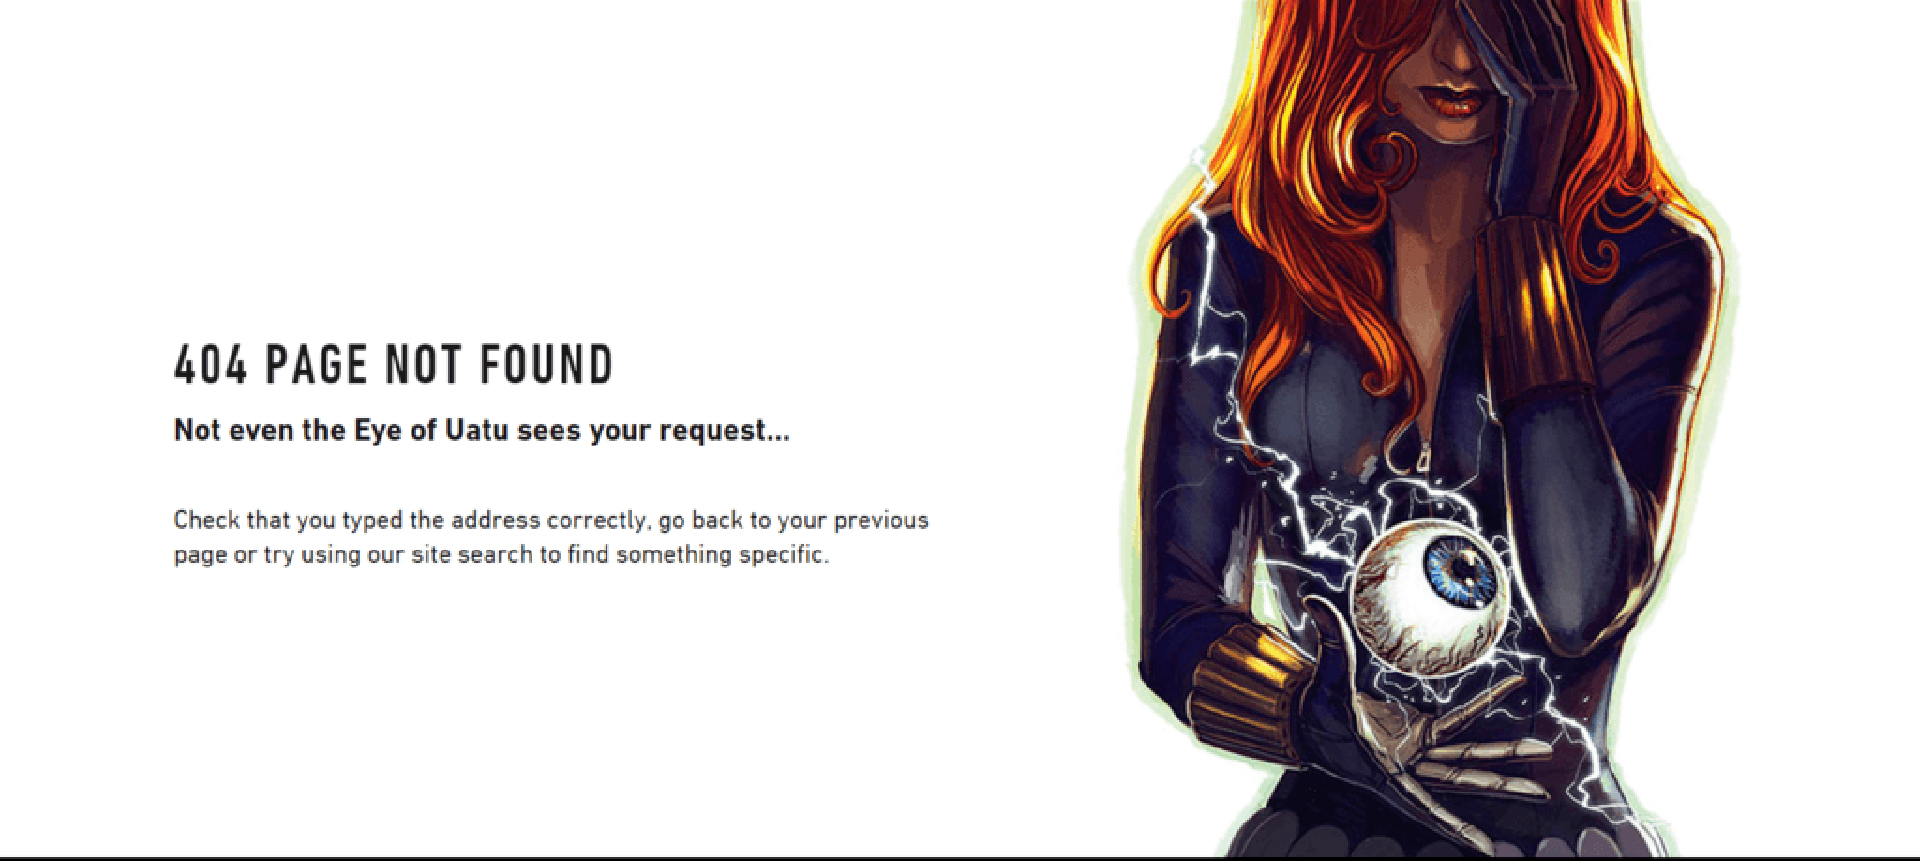 404 PAGE NOT FOUND
Not even the Eye of Uatu sees your request...
Check that you typed the address correctly, go back to your previous
page or try using our site search to find something specific.